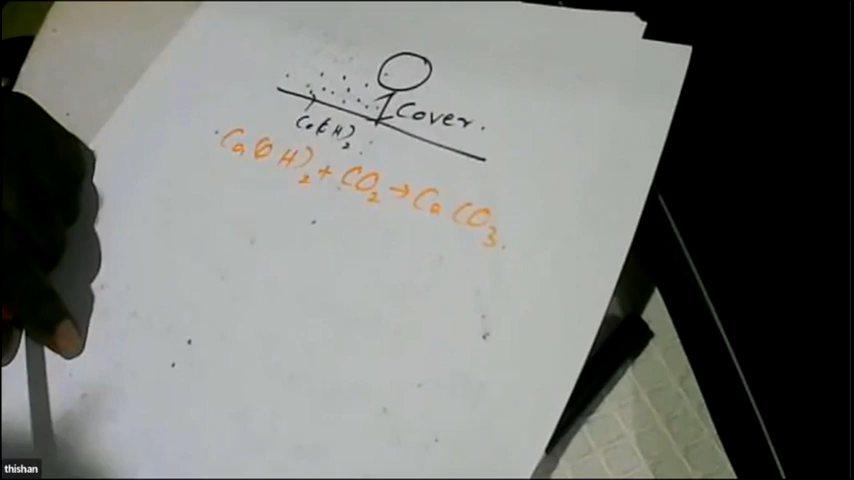 Cover.
Ca(OH)₂
Ca(OH)₂ + CO₂ → CaCO₃.
thishan